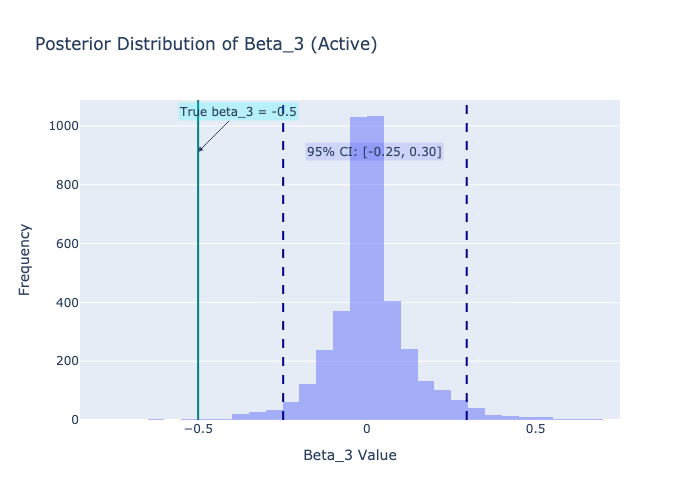 Posterior Distribution of Beta_3 (Active)
True beta_3 = -0.5
95% CI: [-0.25, 0.30]
1000
800
600
400
200
0
Frequency
−0.5
0
0.5
Beta_3 Value